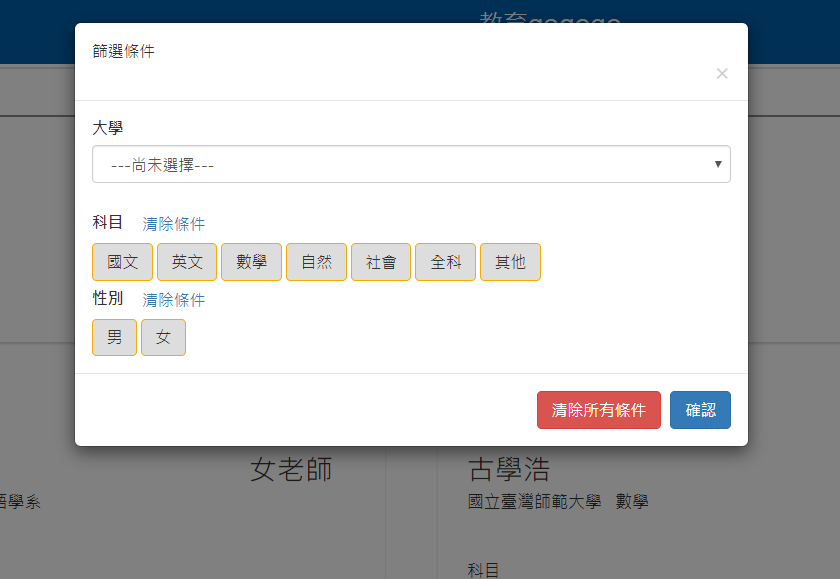 教育gogogo
篩選條件
×
大學
---尚未選擇---
科目 清除條件
國文 英文 數學 自然 社會 全科 其他
性別 清除條件
男 女
清除所有條件 確認
女老師 古學浩
語學系 國立臺灣師範大學 數學
科目